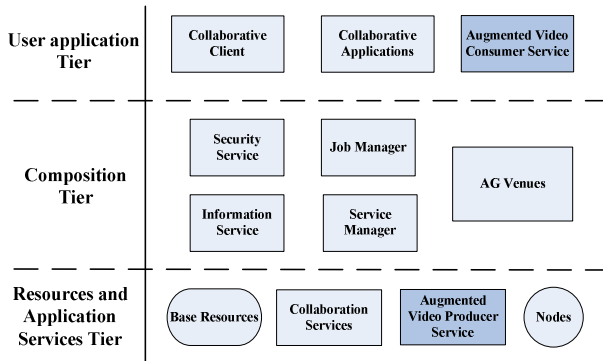 User application
Tier
Collaborative
Client
Collaborative
Applications
Augmented Video
Consumer Service
Composition
Tier
Security
Service
Job Manager
AG Venues
Information
Service
Service
Manager
Resources and
Application
Services Tier
Base Resources
Collaboration
Services
Augmented
Video Producer
Service
Nodes